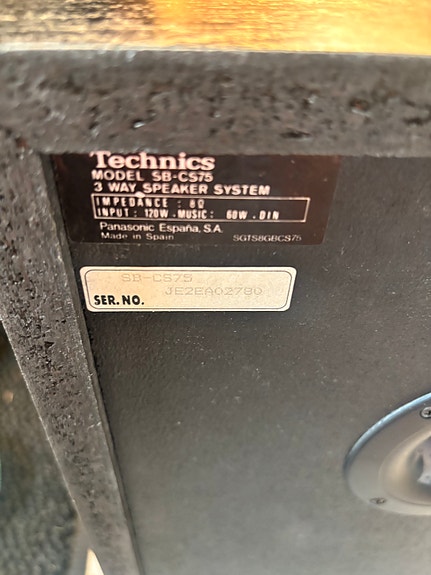 Technics
MODEL SB-CS75
3 WAY SPEAKER SYSTEM
IMPEDANCE : 8Ω
INPUT : 120W . MUSIC : 60W . DIN
Panasonic España, S.A.
Made in Spain SGTS8GBCS75
SB-CS75
SER.NO. JE2EA02780